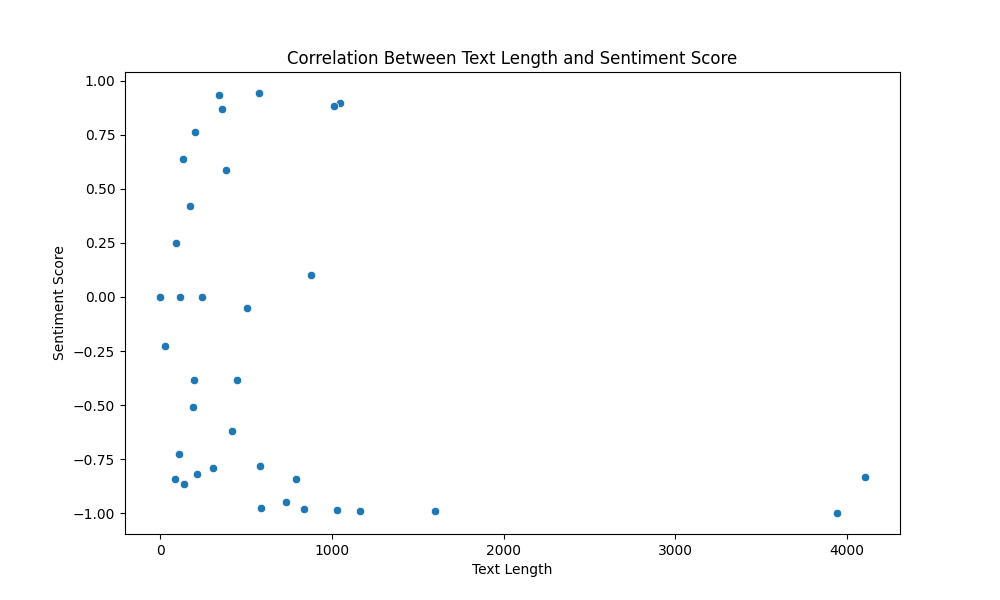 Correlation Between Text Length and Sentiment Score
1.00
0.75
0.50
0.25
0.00
−0.25
−0.50
−0.75
−1.00
Sentiment Score
0 1000 2000 3000 4000
Text Length